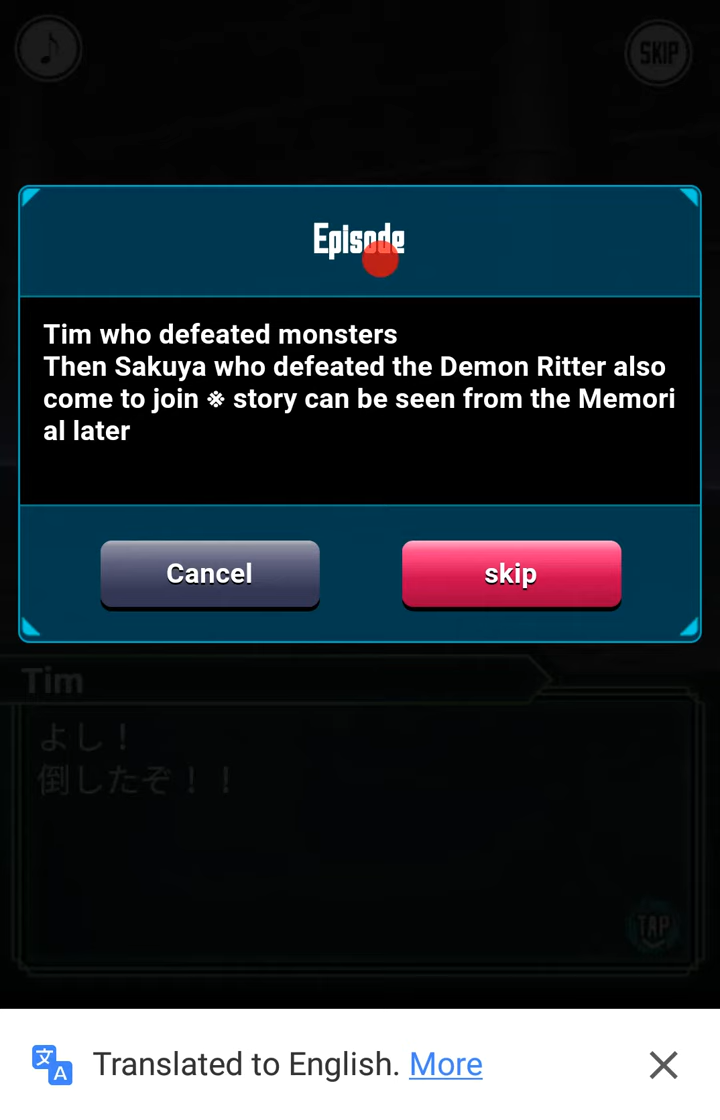 SKIP
Episode
Tim who defeated monsters
Then Sakuya who defeated the Demon Ritter also
come to join ※ story can be seen from the Memori
al later
Cancel
skip
Tim
よし！
倒したぞ！！
TAP
Translated to English. More